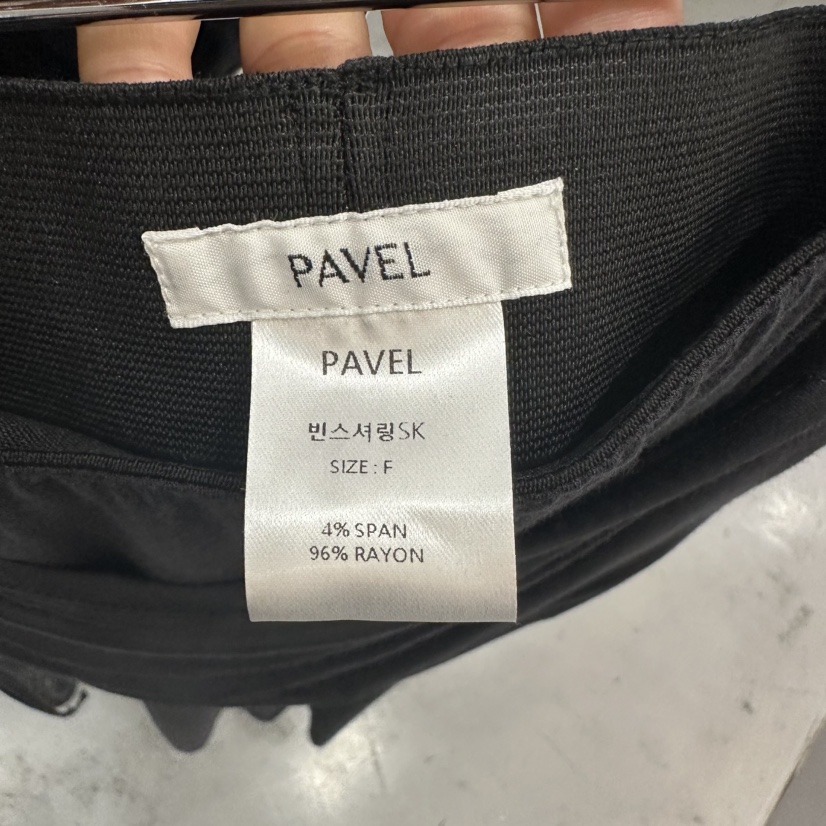 PAVEL
PAVEL
빈스셔링SK
SIZE : F
4% SPAN
96% RAYON